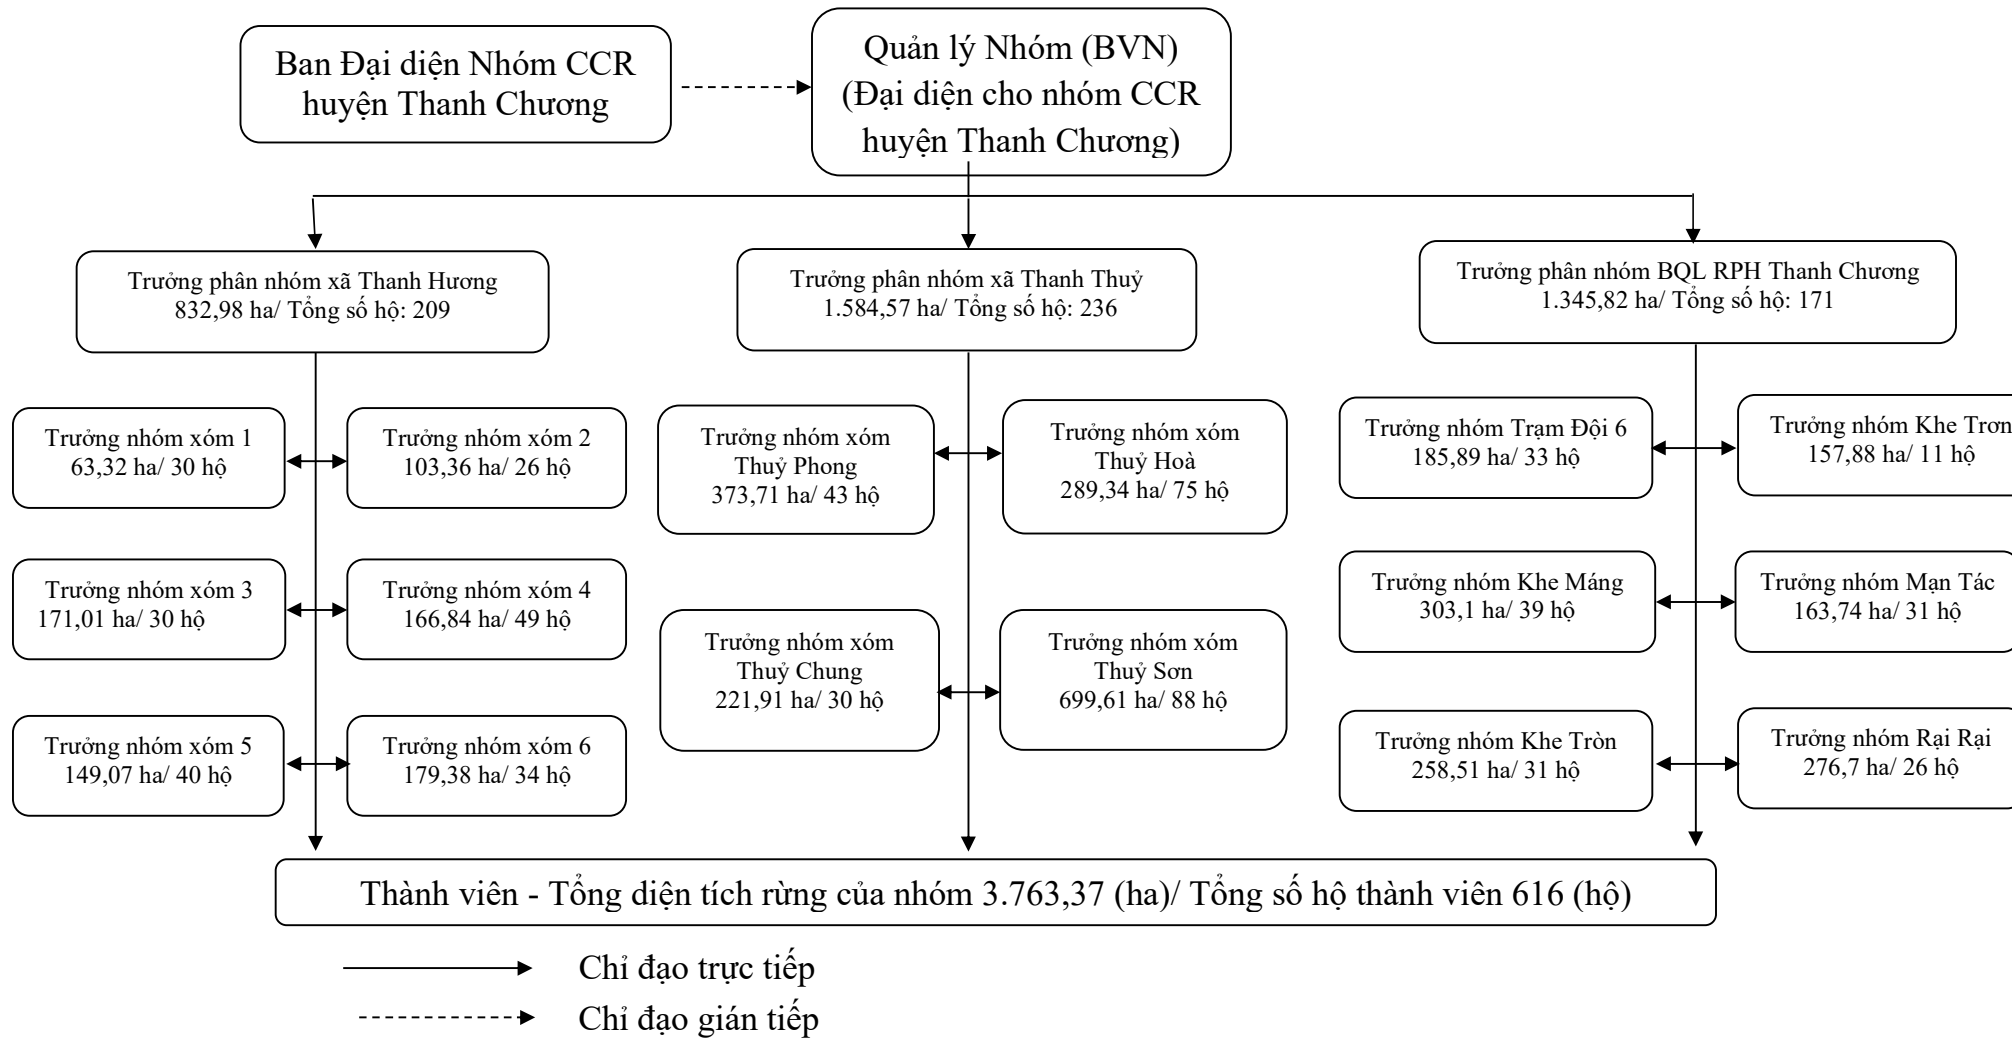 Ban Đại diện Nhóm CCR
huyện Thanh Chương
Quản lý Nhóm (BVN)
(Đại diện cho nhóm CCR
huyện Thanh Chương)
Trưởng phân nhóm xã Thanh Hương
832,98 ha/ Tổng số hộ: 209
Trưởng phân nhóm xã Thanh Thuỷ
1.584,57 ha/ Tổng số hộ: 236
Trưởng phân nhóm BQL RPH Thanh Chương
1.345,82 ha/ Tổng số hộ: 171
Trưởng nhóm xóm 1
63,32 ha/ 30 hộ
Trưởng nhóm xóm 2
103,36 ha/ 26 hộ
Trưởng nhóm xóm
Thuỷ Phong
373,71 ha/ 43 hộ
Trưởng nhóm xóm
Thuỷ Hoà
289,34 ha/ 75 hộ
Trưởng nhóm Trạm Đội 6
185,89 ha/ 33 hộ
Trưởng nhóm Khe Trơn
157,88 ha/ 11 hộ
Trưởng nhóm xóm 3
171,01 ha/ 30 hộ
Trưởng nhóm xóm 4
166,84 ha/ 49 hộ
Trưởng nhóm xóm
Thuỷ Chung
221,91 ha/ 30 hộ
Trưởng nhóm xóm
Thuỷ Sơn
699,61 ha/ 88 hộ
Trưởng nhóm Khe Máng
303,1 ha/ 39 hộ
Trưởng nhóm Mạn Tác
163,74 ha/ 31 hộ
Trưởng nhóm xóm 5
149,07 ha/ 40 hộ
Trưởng nhóm xóm 6
179,38 ha/ 34 hộ
Trưởng nhóm Khe Tròn
258,51 ha/ 31 hộ
Trưởng nhóm Rại Rại
276,7 ha/ 26 hộ
Thành viên - Tổng diện tích rừng của nhóm 3.763,37 (ha)/ Tổng số hộ thành viên 616 (hộ)
Chỉ đạo trực tiếp
Chỉ đạo gián tiếp